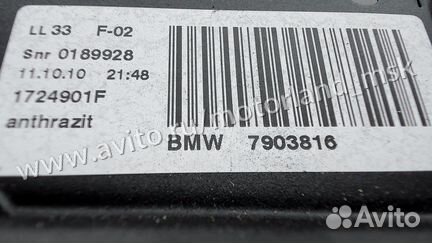 LL 33 F-02
Snr 0189928
11.10.10 21:48
1724901F
anthrazit
BMW 7903816
www.avito.ru/motorland_msk
Avito